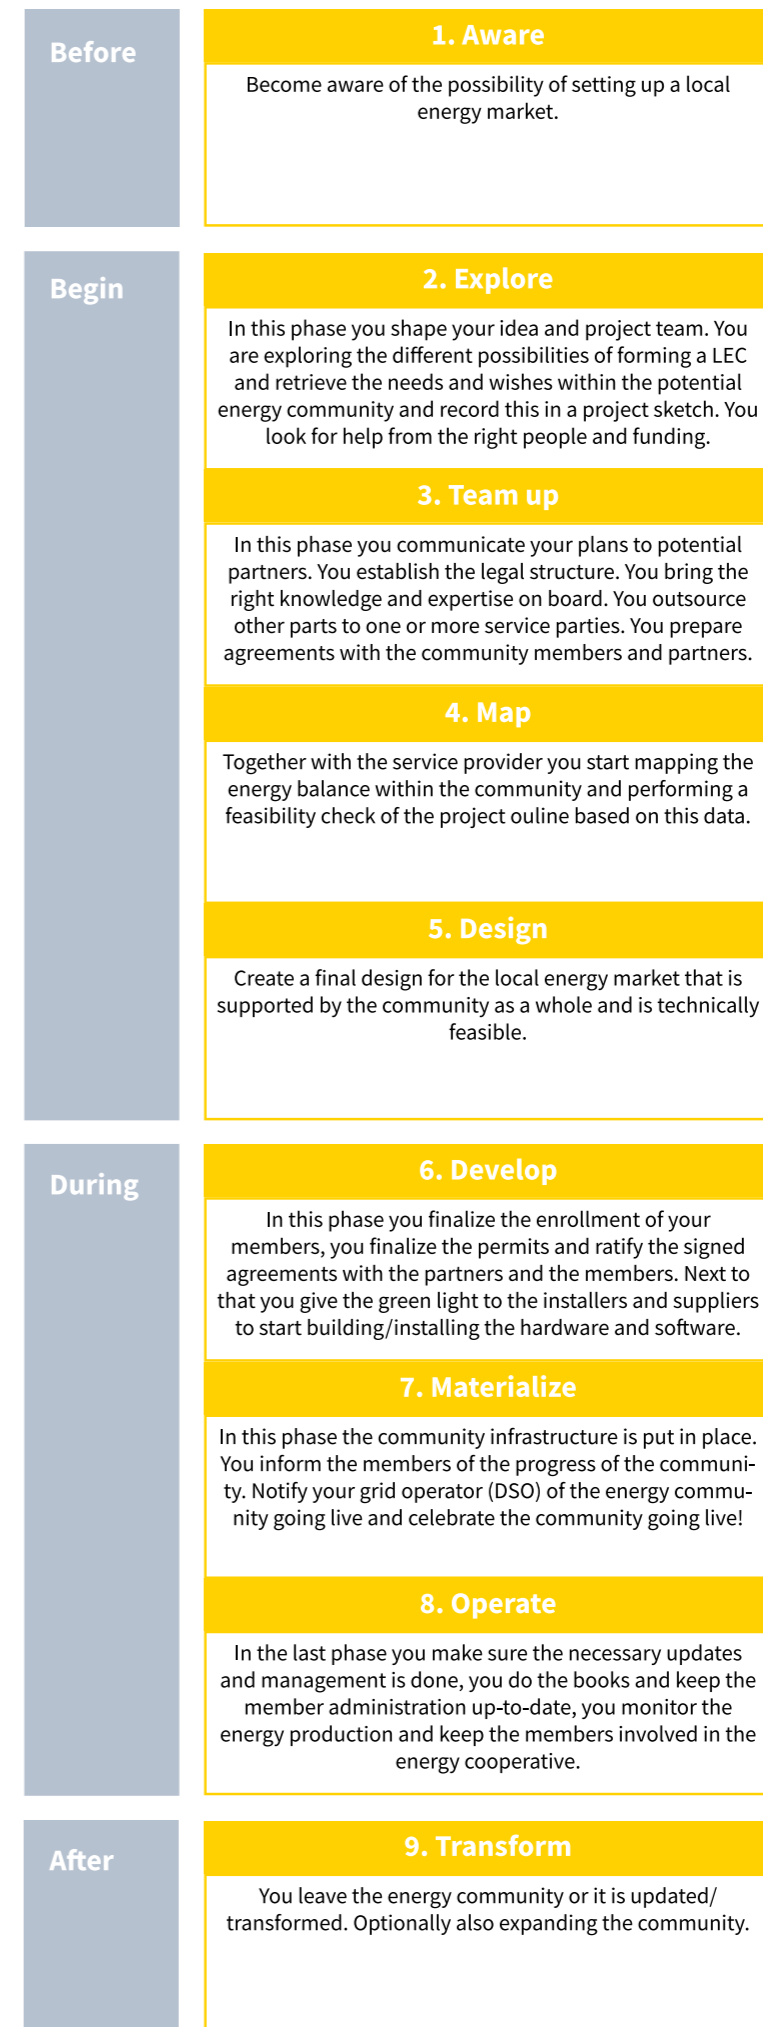 Before
1. Aware
Become aware of the possibility of setting up a local
energy market.
Begin
2. Explore
In this phase you shape your idea and project team. You
are exploring the different possibilities of forming a LEC
and retrieve the needs and wishes within the potential
energy community and record this in a project sketch. You
look for help from the right people and funding.
3. Team up
In this phase you communicate your plans to potential
partners. You establish the legal structure. You bring the
right knowledge and expertise on board. You outsource
other parts to one or more service parties. You prepare
agreements with the community members and partners.
4. Map
Together with the service provider you start mapping the
energy balance within the community and performing a
feasibility check of the project ouline based on this data.
5. Design
Create a final design for the local energy market that is
supported by the community as a whole and is technically
feasible.
During
6. Develop
In this phase you finalize the enrollment of your
members, you finalize the permits and ratify the signed
agreements with the partners and the members. Next to
that you give the green light to the installers and suppliers
to start building/installing the hardware and software.
7. Materialize
In this phase the community infrastructure is put in place.
You inform the members of the progress of the communi-
ty. Notify your grid operator (DSO) of the energy commu-
nity going live and celebrate the community going live!
8. Operate
In the last phase you make sure the necessary updates
and management is done, you do the books and keep the
member administration up-to-date, you monitor the
energy production and keep the members involved in the
energy cooperative.
After
9. Transform
You leave the energy community or it is updated/
transformed. Optionally also expanding the community.